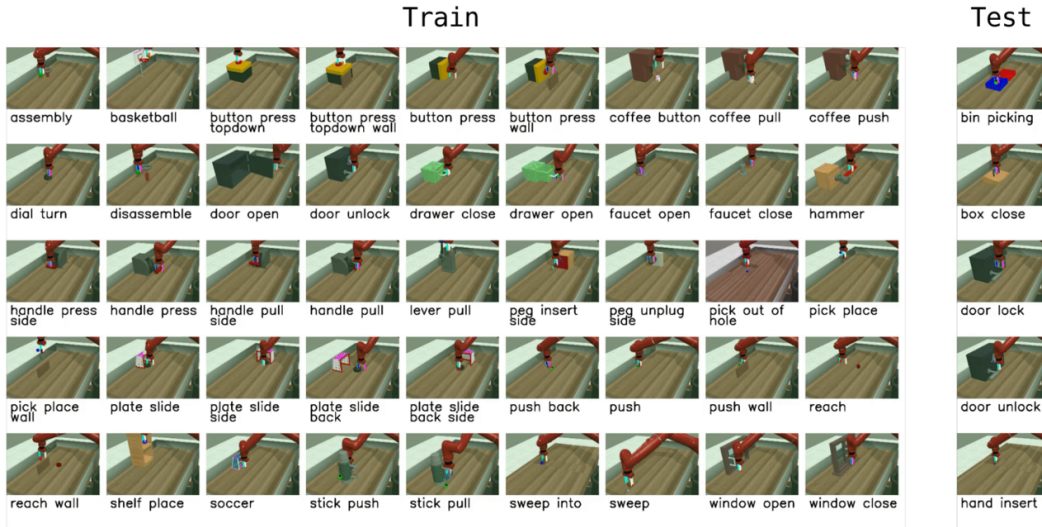 Train
Test
assembly
basketball
button press
topdown
button press
topdown wall
button press
button press
wall
coffee button
coffee pull
coffee push
bin picking
dial turn
disassemble
door open
door unlock
drawer close
drawer open
faucet open
faucet close
hammer
box close
handle press
side
handle press
handle pull
side
handle pull
lever pull
peg insert
side
peg unplug
side
pick out of
hole
pick place
door lock
pick place
wall
plate slide
plate slide
side
plate slide
back
plate slide
back side
push back
push
push wall
reach
door unlock
reach wall
shelf place
soccer
stick push
stick pull
sweep into
sweep
window open
window close
hand insert